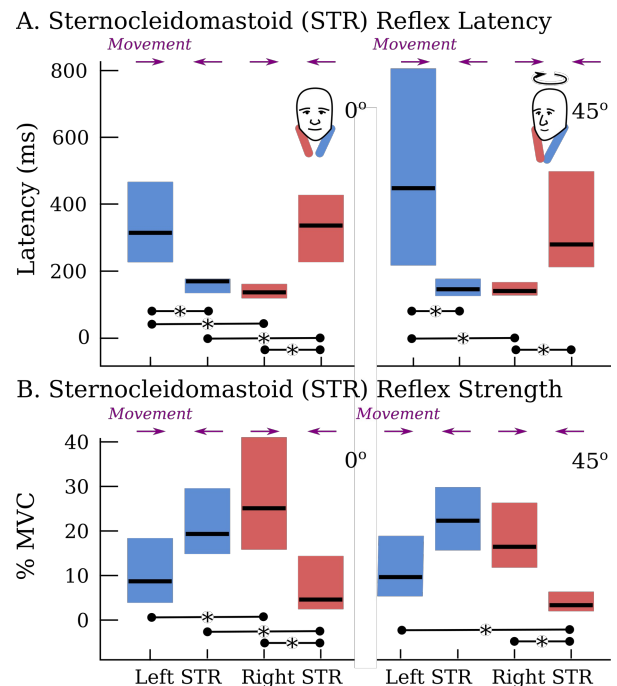 A. Sternocleidomastoid (STR) Reflex Latency
Movement Movement
0º 45º
Latency (ms)
800
600
400
200
0
* * * *
* * *
B. Sternocleidomastoid (STR) Reflex Strength
Movement Movement
0º 45º
% MVC
40
30
20
10
0
* * *
* *
Left STR Right STR Left STR Right STR